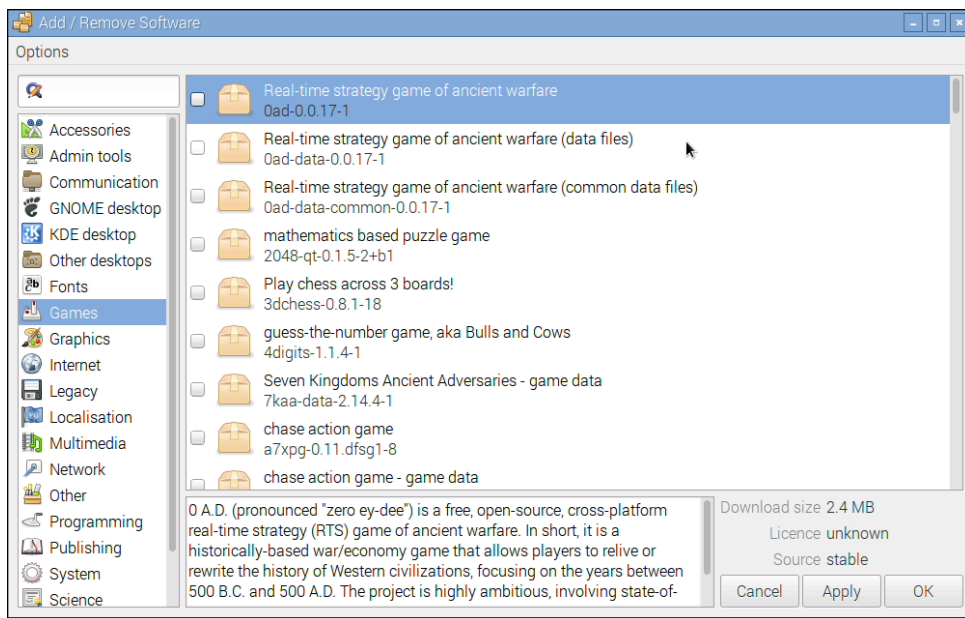 Add / Remove Software
Options
Accessories
Admin tools
Communication
GNOME desktop
KDE desktop
Other desktops
Fonts
Games
Graphics
Internet
Legacy
Localisation
Multimedia
Network
Other
Programming
Publishing
System
Science
Real-time strategy game of ancient warfare
0ad-0.0.17-1
Real-time strategy game of ancient warfare (data files)
0ad-data-0.0.17-1
Real-time strategy game of ancient warfare (common data files)
0ad-data-common-0.0.17-1
mathematics based puzzle game
2048-qt-0.1.5-2+b1
Play chess across 3 boards!
3dchess-0.8.1-18
guess-the-number game, aka Bulls and Cows
4digits-1.1.4-1
Seven Kingdoms Ancient Adversaries - game data
7kaa-data-2.14.4-1
chase action game
a7xpg-0.11.dfsg1-8
chase action game - game data
0 A.D. (pronounced "zero ey-dee") is a free, open-source, cross-platform
real-time strategy (RTS) game of ancient warfare. In short, it is a
historically-based war/economy game that allows players to relive or
rewrite the history of Western civilizations, focusing on the years between
500 B.C. and 500 A.D. The project is highly ambitious, involving state-of-
Download size 2.4 MB
Licence unknown
Source stable
Cancel Apply OK